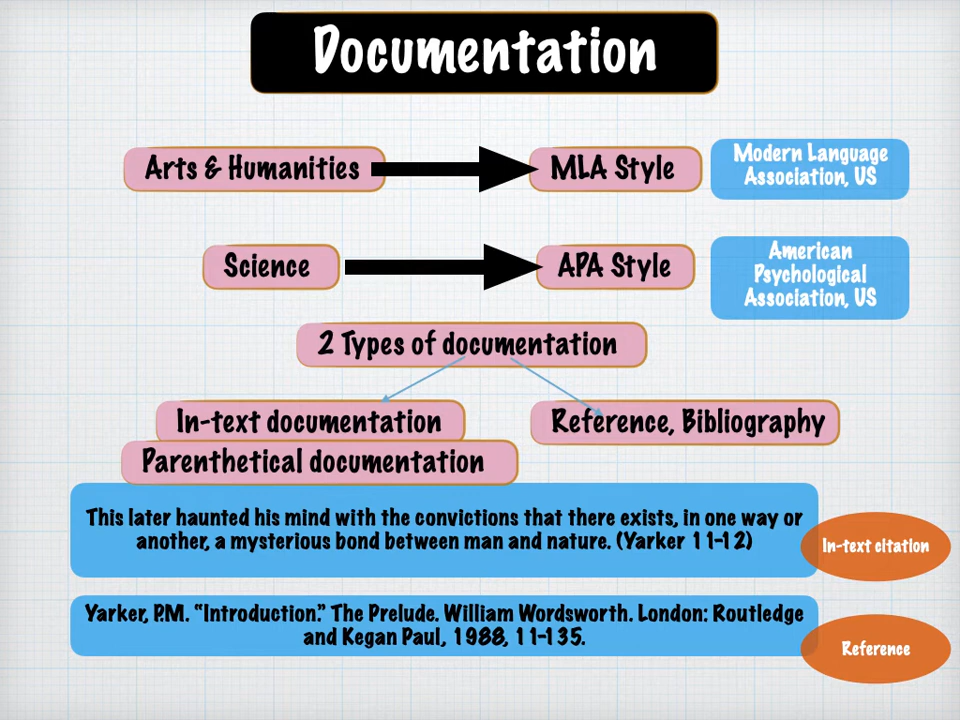 Documentation
Arts & Humanities
MLA Style
Modern Language
Association, US
Science
APA Style
American
Psychological
Association, US
2 Types of documentation
In-text documentation
Reference, Bibliography
Parenthetical documentation
This later haunted his mind with the convictions that there exists, in one way or
another, a mysterious bond between man and nature. (Yarker 11-12)
In-text citation
Yarker, P.M. “Introduction.” The Prelude. William Wordsworth. London: Routledge
and Kegan Paul, 1988, 11-135.
Reference